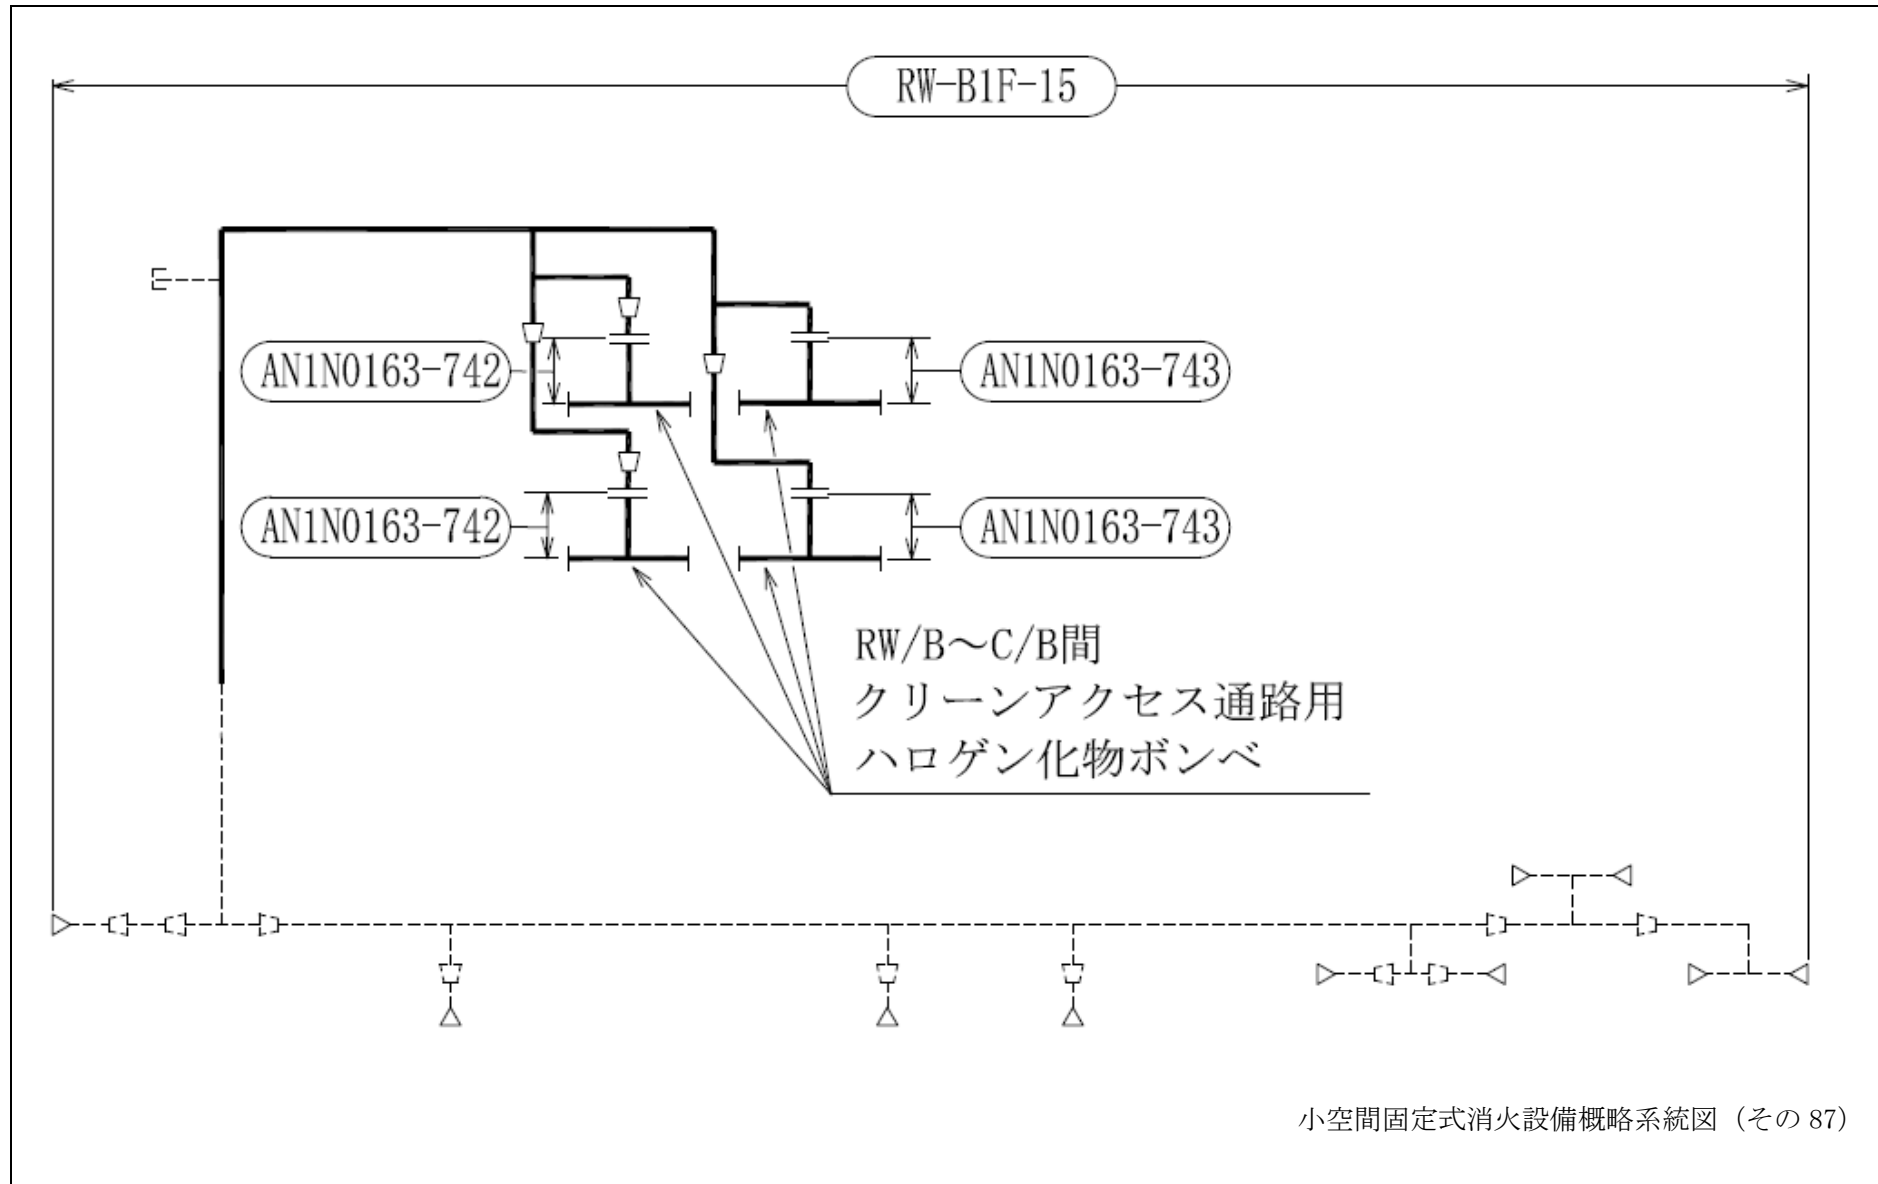 RW-B1F-15
AN1N0163-742
AN1N0163-743
AN1N0163-742
AN1N0163-743
RW/B～C/B間
クリーンアクセス通路用
ハロゲン化物ボンベ
小空間固定式消火設備概略系統図（その 87）